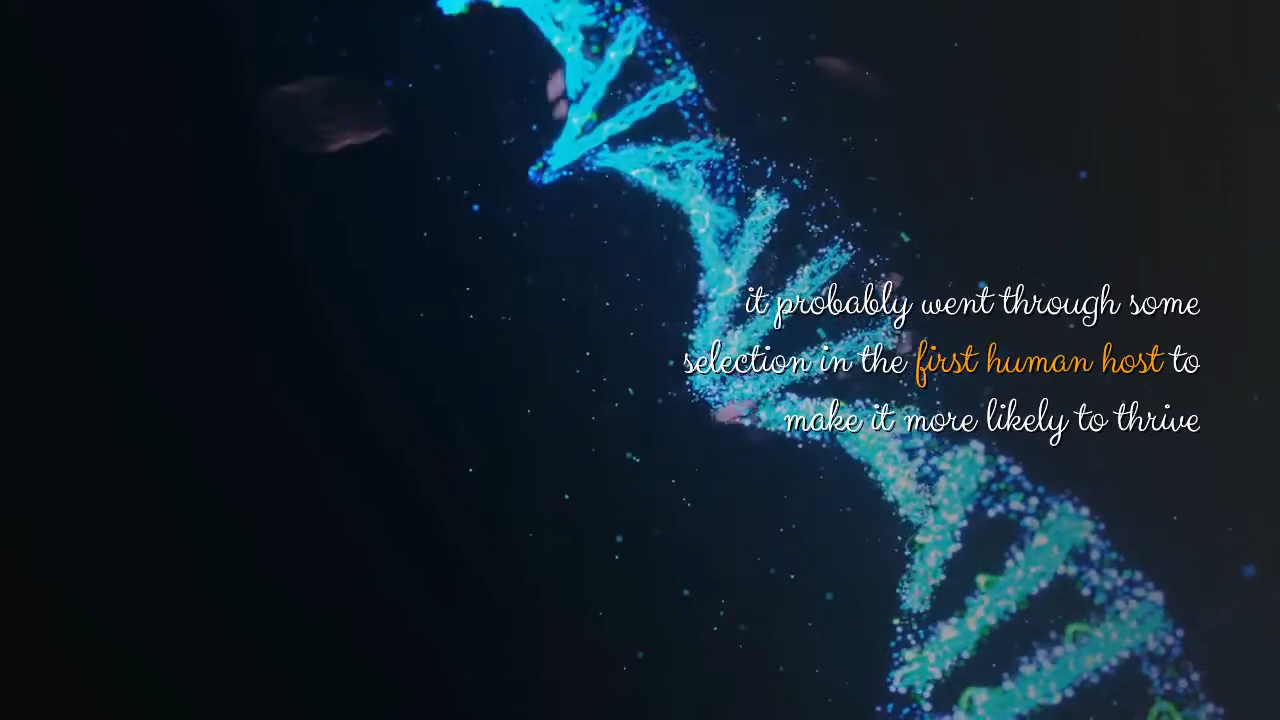 it probably went through some
selection in the first human host to
make it more likely to thrive